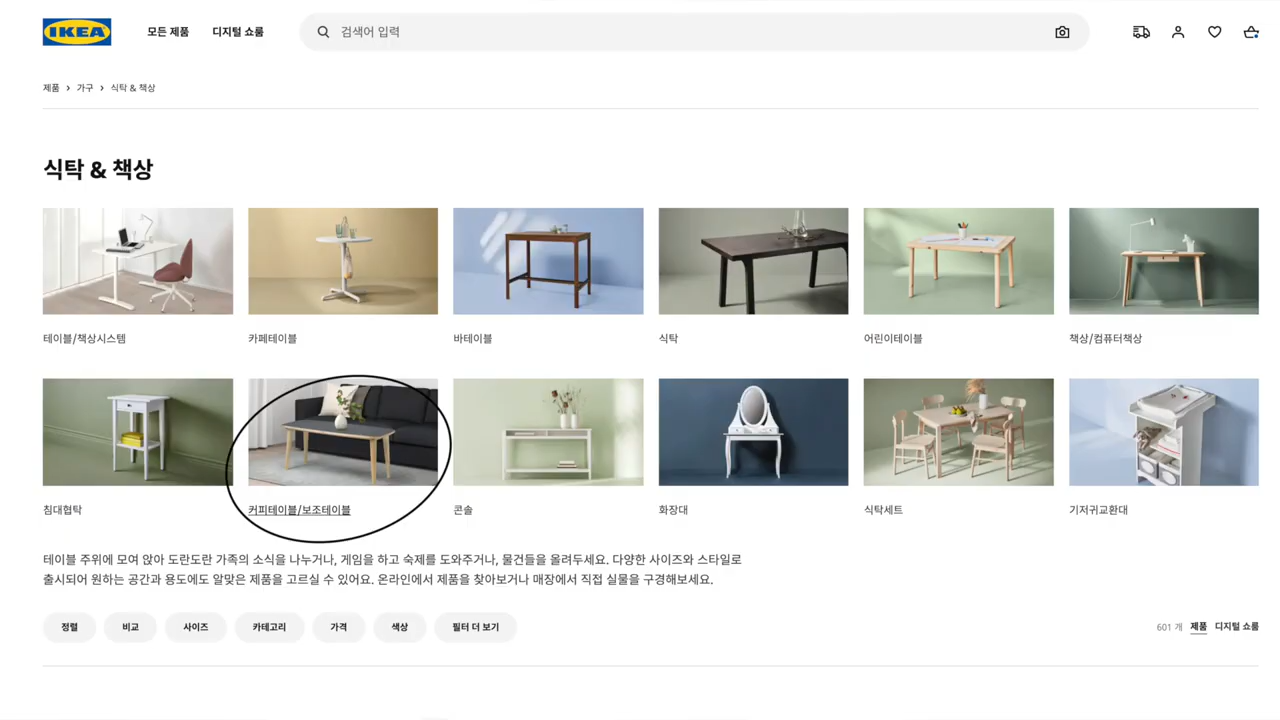 IKEA
모든 제품
디지털 쇼룸
검색어 입력
제품 > 가구 > 식탁 & 책상
식탁 & 책상
테이블/책상시스템
카페테이블
바테이블
식탁
어린이테이블
책상/컴퓨터책상
침대협탁
커피테이블/보조테이블
콘솔
화장대
식탁세트
기저귀교환대
테이블 주위에 모여 앉아 도란도란 가족의 소식을 나누거나, 게임을 하고 숙제를 도와주거나, 물건들을 올려두세요. 다양한 사이즈와 스타일로
출시되어 원하는 공간과 용도에도 알맞은 제품을 고르실 수 있어요. 온라인에서 제품을 찾아보거나 매장에서 직접 실물을 구경해보세요.
정렬
비교
사이즈
카테고리
가격
색상
필터 더 보기
601 개
제품
디지털 쇼룸